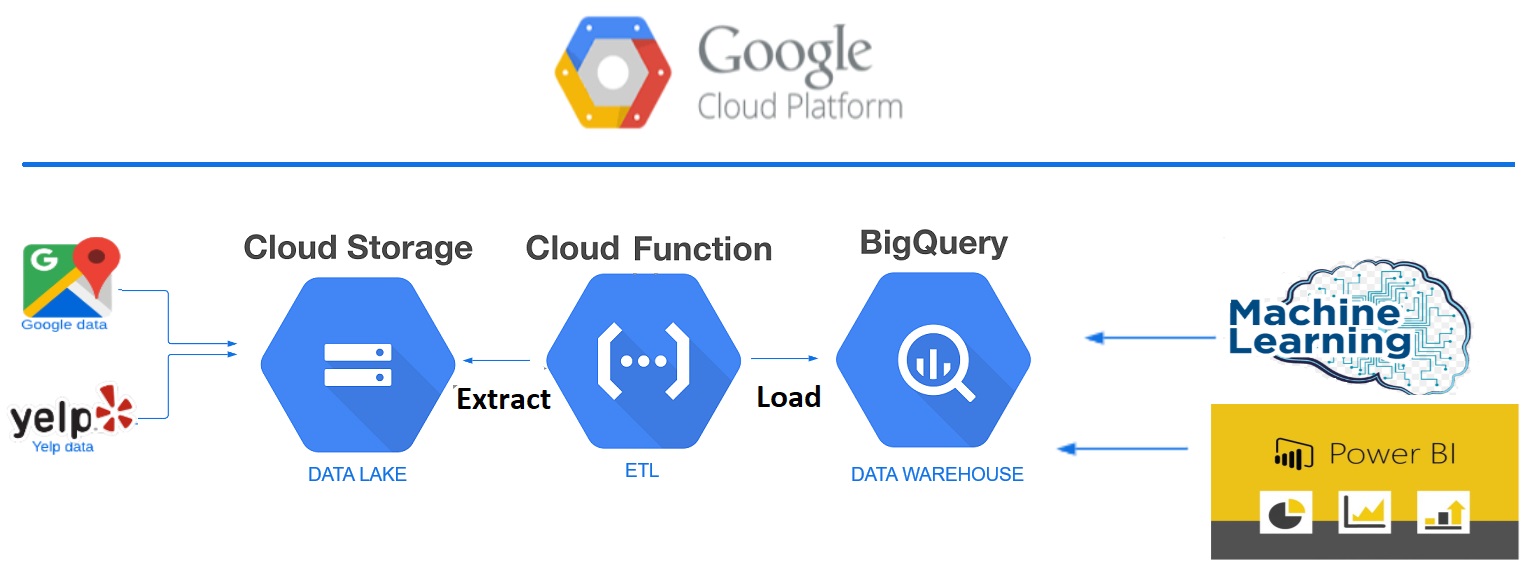 Google
Cloud Platform
Cloud Storage
Cloud Function
BigQuery
G
Google data
yelp
Yelp data
Extract
Load
DATA LAKE
ETL
DATA WAREHOUSE
Machine
Learning
Power BI